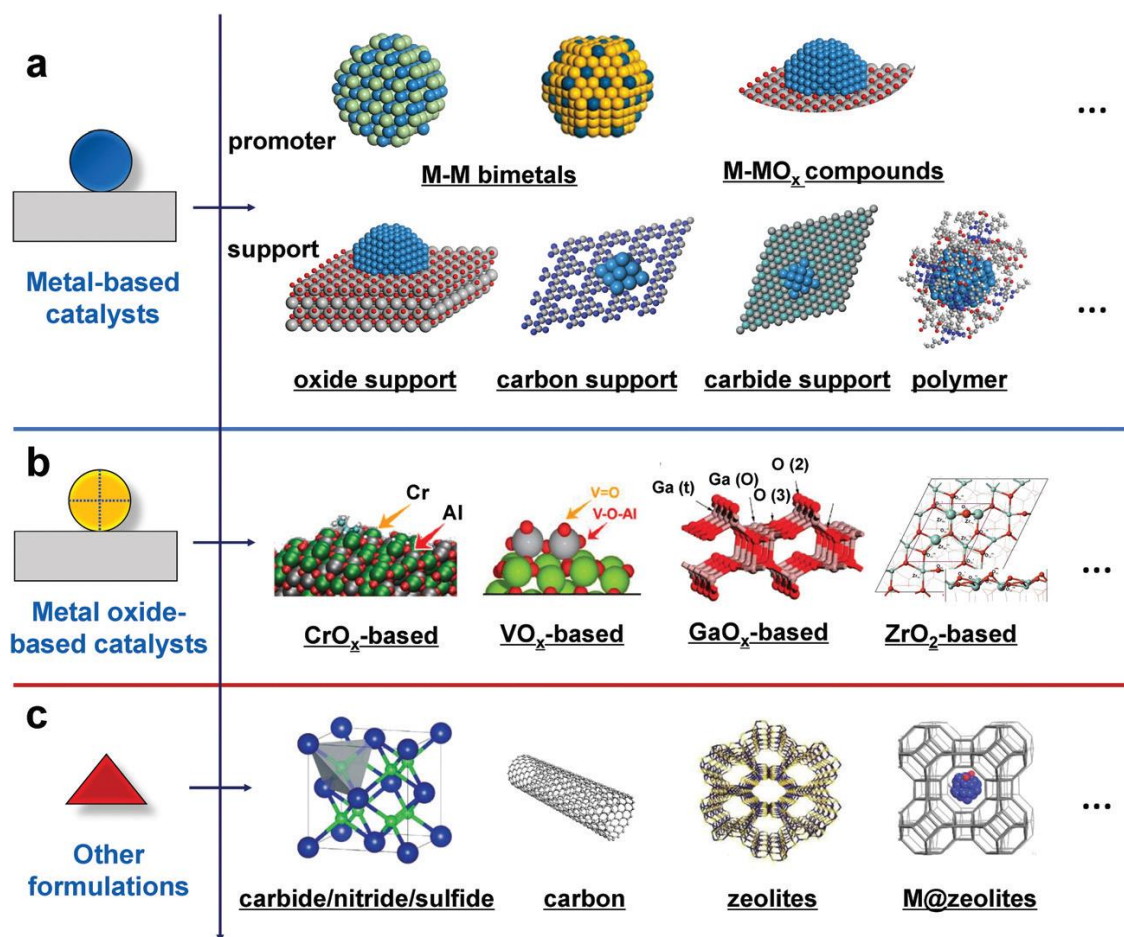 a
promoter
M-M bimetals
M-MOx compounds
...
support
Metal-based
catalysts
oxide support
carbon support
carbide support
polymer
...
b
Cr
Al
V=O
V-O-Al
Ga (t)
Ga (O)
O (3)
O (2)
...
Metal oxide-
based catalysts
CrOx-based
VOx-based
GaOx-based
ZrO2-based
c
...
Other
formulations
carbide/nitride/sulfide
carbon
zeolites
M@zeolites